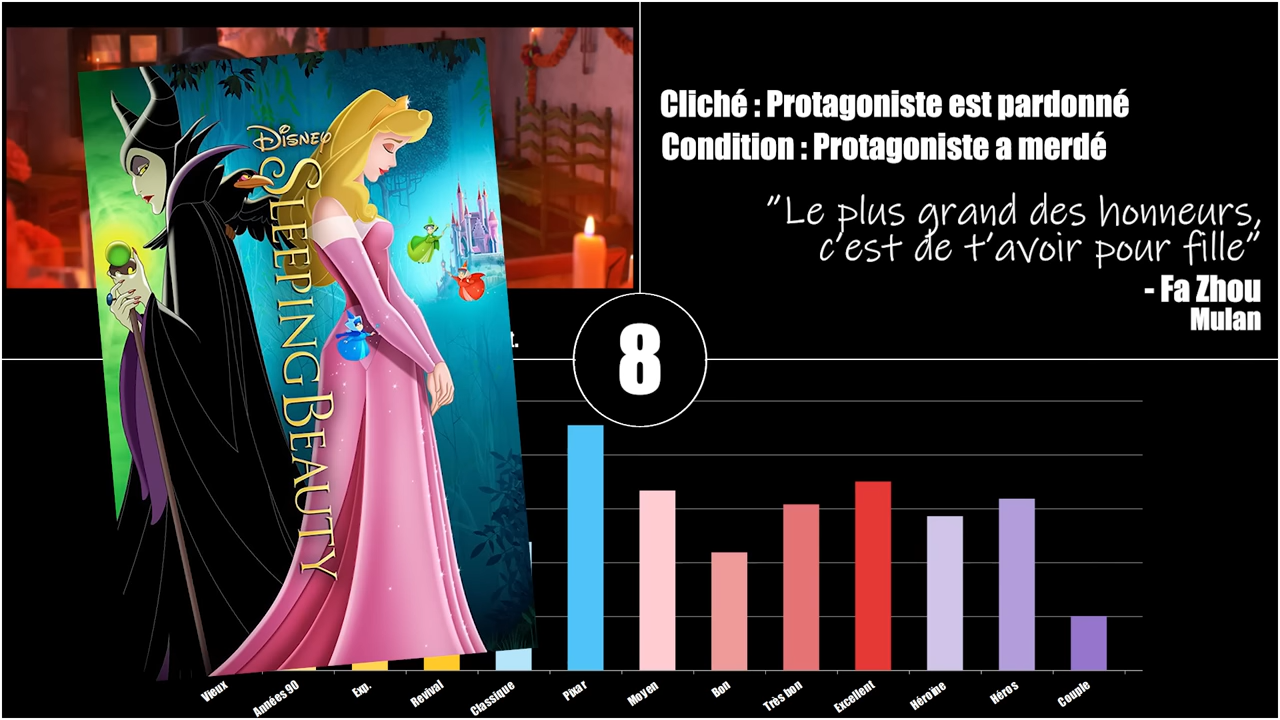 Cliché : Protagoniste est pardonné
Condition : Protagoniste a merdé
"Le plus grand des honneurs,
c'est de t'avoir pour fille"
- Fa Zhou
Mulan
DISNEY
SLEEPING BEAUTY
t.
8
Vieux
Années 90
Exp.
Revival
Classique
Pixar
Moyen
Bon
Très bon
Excellent
Héroïne
Héros
Couple